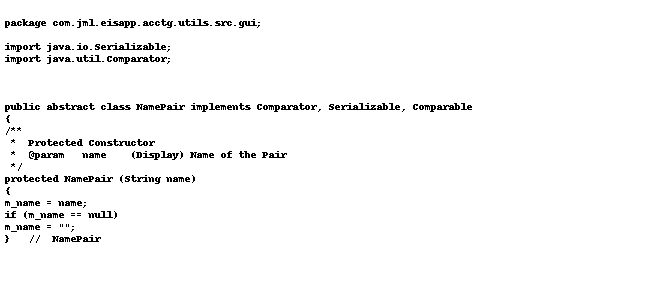 package com.jml.eisapp.acctg.utils.src.gui;
import java.io.Serializable;
import java.util.Comparator;
public abstract class NamePair implements Comparator, Serializable, Comparable
{
/**
 *  Protected Constructor
 *  @param   name    (Display) Name of the Pair
 */
protected NamePair (String name)
{
m_name = name;
if (m_name == null)
m_name = "";
}   //  NamePair